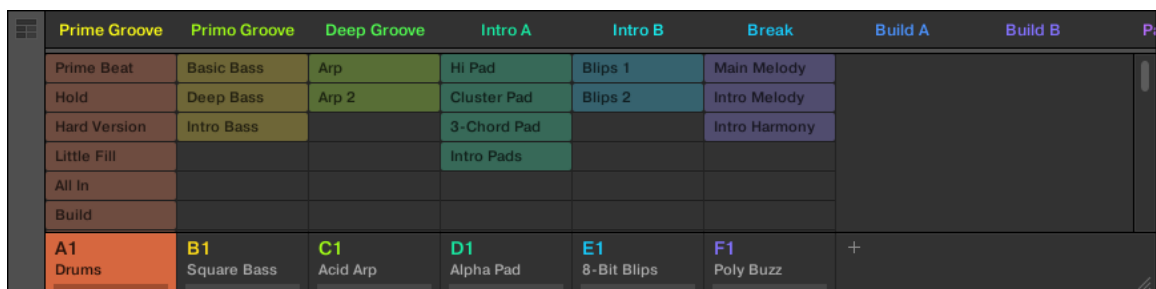 Prime Groove Primo Groove Deep Groove Intro A Intro B Break Build A Build B
Prime Beat Basic Bass Arp Hi Pad Blips 1 Main Melody
Hold Deep Bass Arp 2 Cluster Pad Blips 2 Intro Melody
Hard Version Intro Bass 3-Chord Pad Intro Harmony
Little Fill Intro Pads
All In
Build
A1 B1 C1 D1 E1 F1 +
Drums Square Bass Acid Arp Alpha Pad 8-Bit Blips Poly Buzz